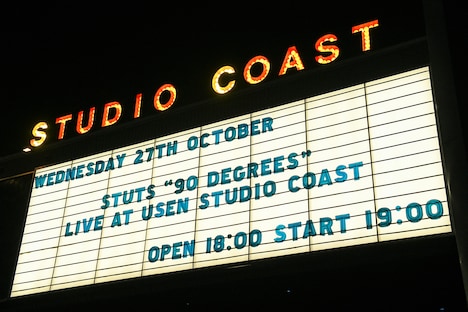 STUDIO COAST
WEDNESDAY 27TH OCTOBER
STUTS "90 DEGREES"
LIVE AT USEN STUDIO COAST
OPEN 18:00 START 19:00